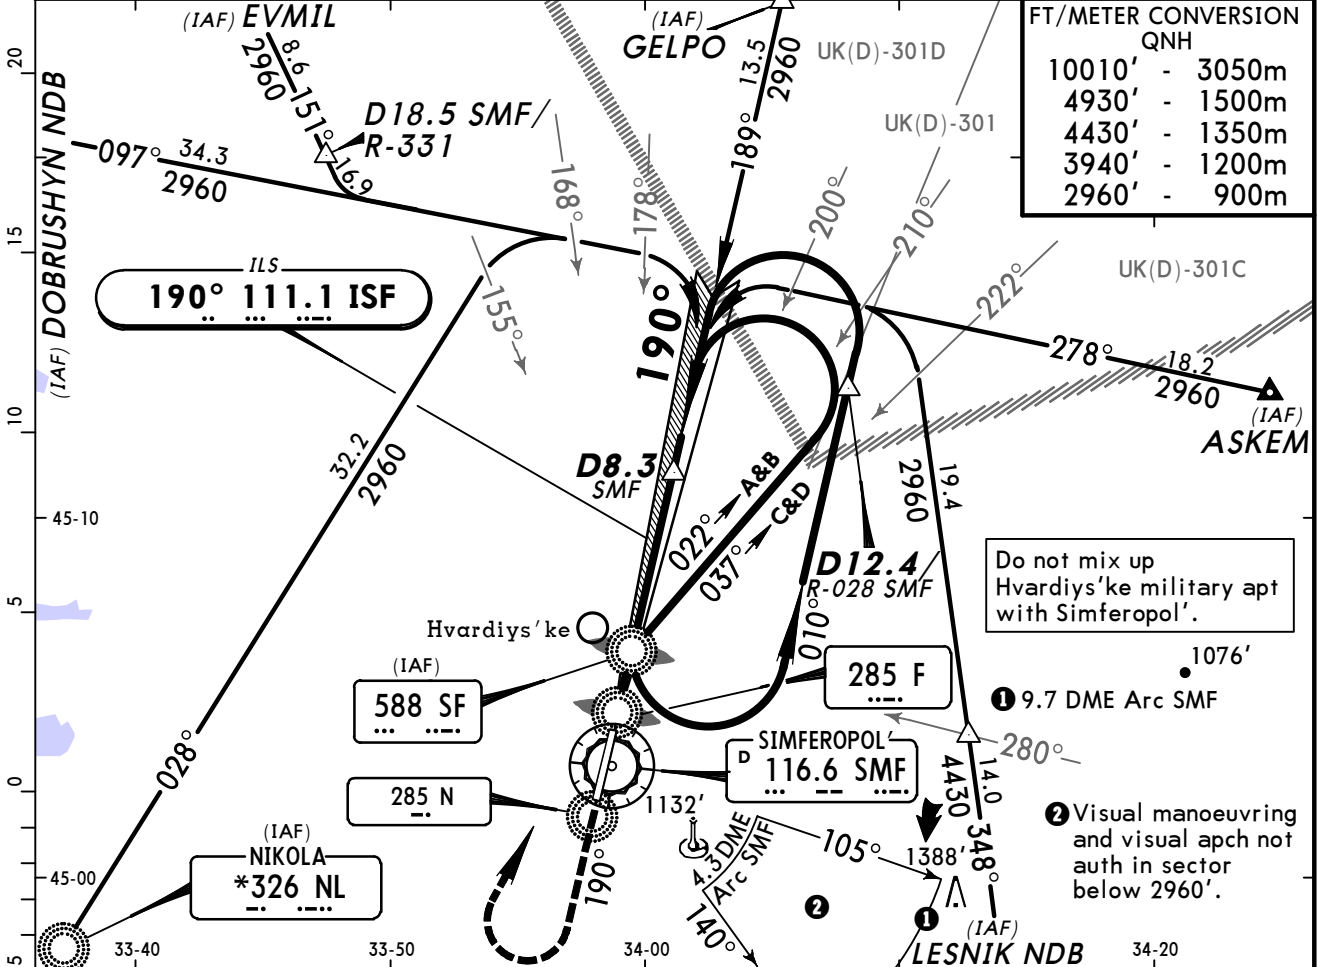 (IAF) EVMIL
8.6
2960
151°
D18.5 SMF/
R-331
16.9
(IAF)
GELPO
13.5
2960
189°
UK(D)-301D
UK(D)-301
UK(D)-301C
FT/METER CONVERSION
QNH
10010' - 3050m
4930' - 1500m
4430' - 1350m
3940' - 1200m
2960' - 900m
20
15
10
5
0
5
(IAF) DOBRUSHYN NDB
097°
34.3
2960
168°
178°
200°
210°
222°
155°
ILS
190° 111.1 ISF
190°
278°
18.2
2960
(IAF)
ASKEM
32.2
2960
D8.3
SMF
022° A&B
037° C&D
2960
19.4
45-10
D12.4
R-028 SMF
Do not mix up
Hvardiys'ke military apt
with Simferopol'.
Hvardiys'ke
010°
1076'
(IAF)
588 SF
285 F
1 9.7 DME Arc SMF
028°
SIMFEROPOL'
D 116.6 SMF
280°
285 N
1132'
4430
14.0
348°
2 Visual manoeuvring
and visual apch not
auth in sector
below 2960'.
4.3 DME
Arc SMF
105°
1388'
(IAF)
NIKOLA
*326 NL
45-00
190°
140°
2
1
(IAF)
LESNIK NDB
33-40
33-50
34-00
34-20